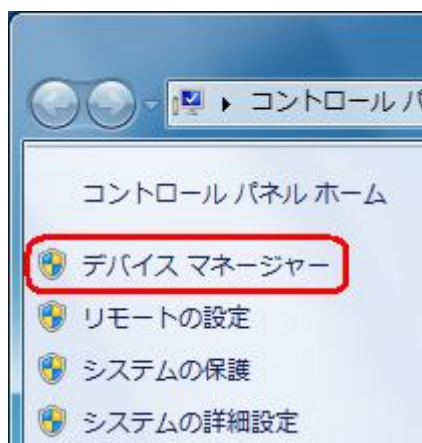 コントロール パ
コントロール パネル ホーム
デバイス マネージャー
リモートの設定
システムの保護
システムの詳細設定